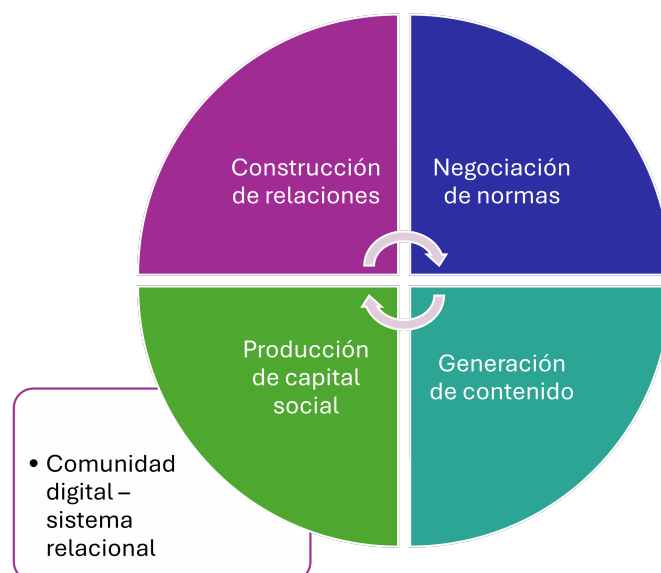 Construcción
de relaciones
Negociación
de normas
Producción
de capital
social
Generación
de contenido
• Comunidad
digital –
sistema
relacional